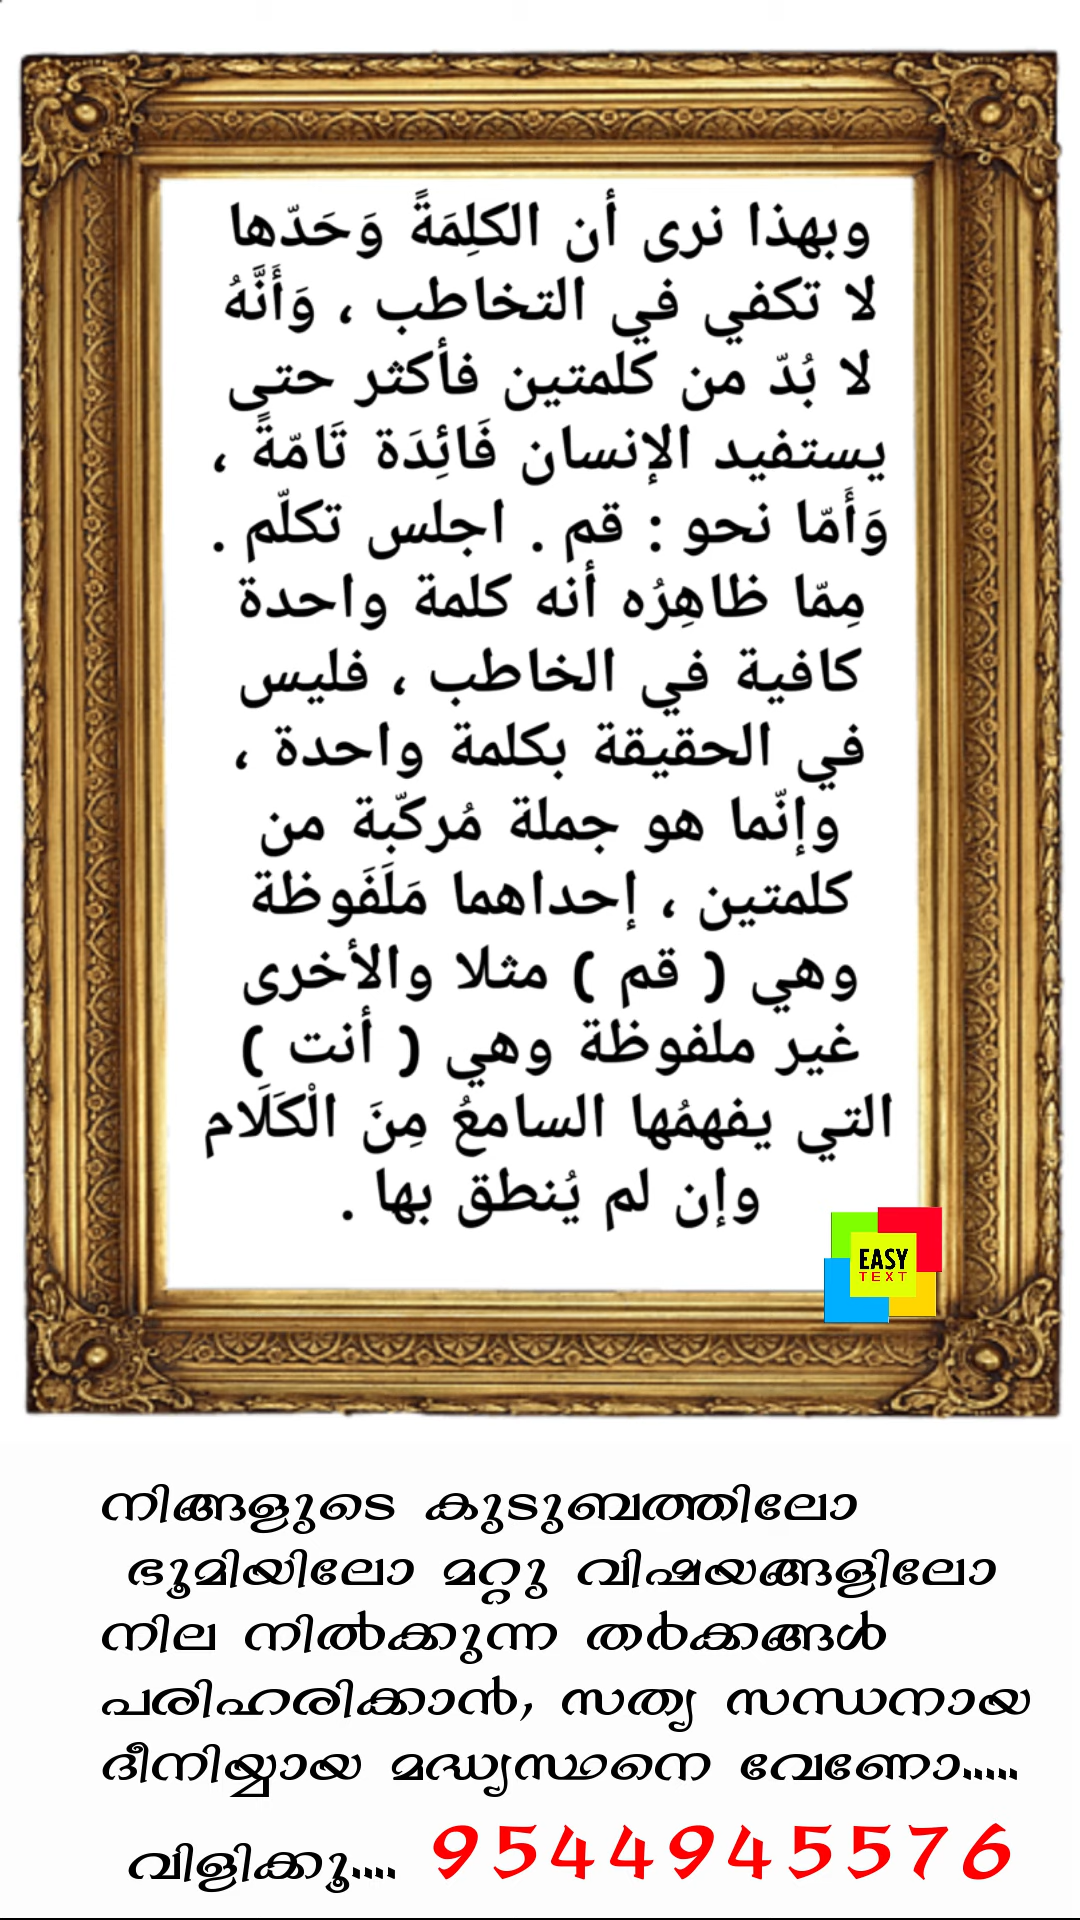 وبهذا نرى أن الكلِمَةً وَحَدّها
لا تكفي في التخاطب ، وَأَنَّهُ
لا بُدّ من كلمتين فأكثر حتى
يستفيد الإنسان فَائِدَة تَامّةً ،
وَأَمّا نحو : قم . اجلس تكلّم .
مِمّا ظاهِرُه أنه كلمة واحدة
كافية في الخاطب ، فليس
في الحقيقة بكلمة واحدة ،
وإنّما هو جملة مُركّبة من
كلمتين ، إحداهما مَلَفَوظة
وهي ( قم ) مثلا والأخرى
غير ملفوظة وهي ( أنت )
التي يفهمُها السامعُ مِنَ الْكَلَام
وإن لم يُنطق بها .
EASY
TEXT
നിങ്ങളുടെ കുടുബത്തിലോ
ഭൂമിയിലോ മറ്റു വിഷയങ്ങളിലോ
നില നിൽക്കുന്ന തർക്കങ്ങൾ
പരിഹരിക്കാൻ, സത്യ സന്ധനായ
ദീനിയ്യായ മദ്ധ്യസ്ഥനെ വേണോ.....
വിളിക്കൂ.... 9544945576